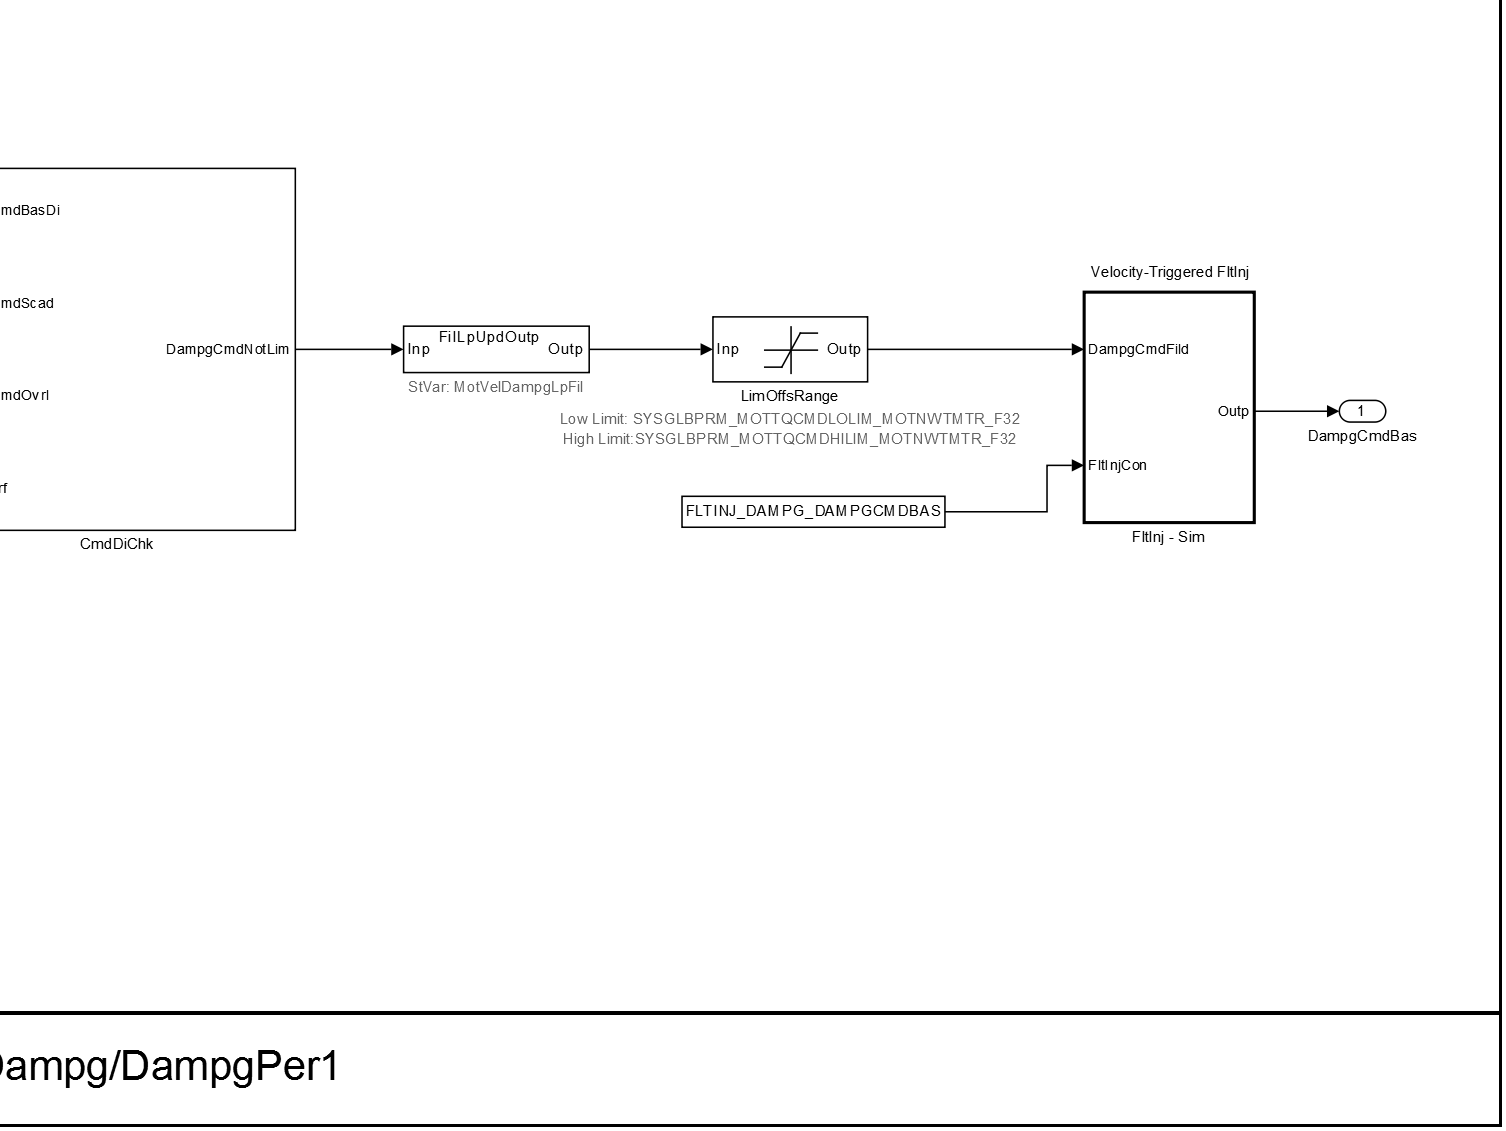 mdBasDi
mdScad
DampgCmdNotLim
mdOvrl
rf
CmdDiChk
FilLpUpdOutp
Inp
Outp
StVar: MotVelDampgLpFil
Inp
Outp
LimOffsRange
Low Limit: SYSGLBPRM_MOTTQCMDLOLIM_MOTNWTMTR_F32
High Limit:SYSGLBPRM_MOTTQCMDHILIM_MOTNWTMTR_F32
FLTINJ_DAMPG_DAMPGCMDBAS
Velocity-Triggered FltInj
DampgCmdFild
Outp
FltInjCon
FltInj - Sim
1
DampgCmdBas
Dampg/DampgPer1